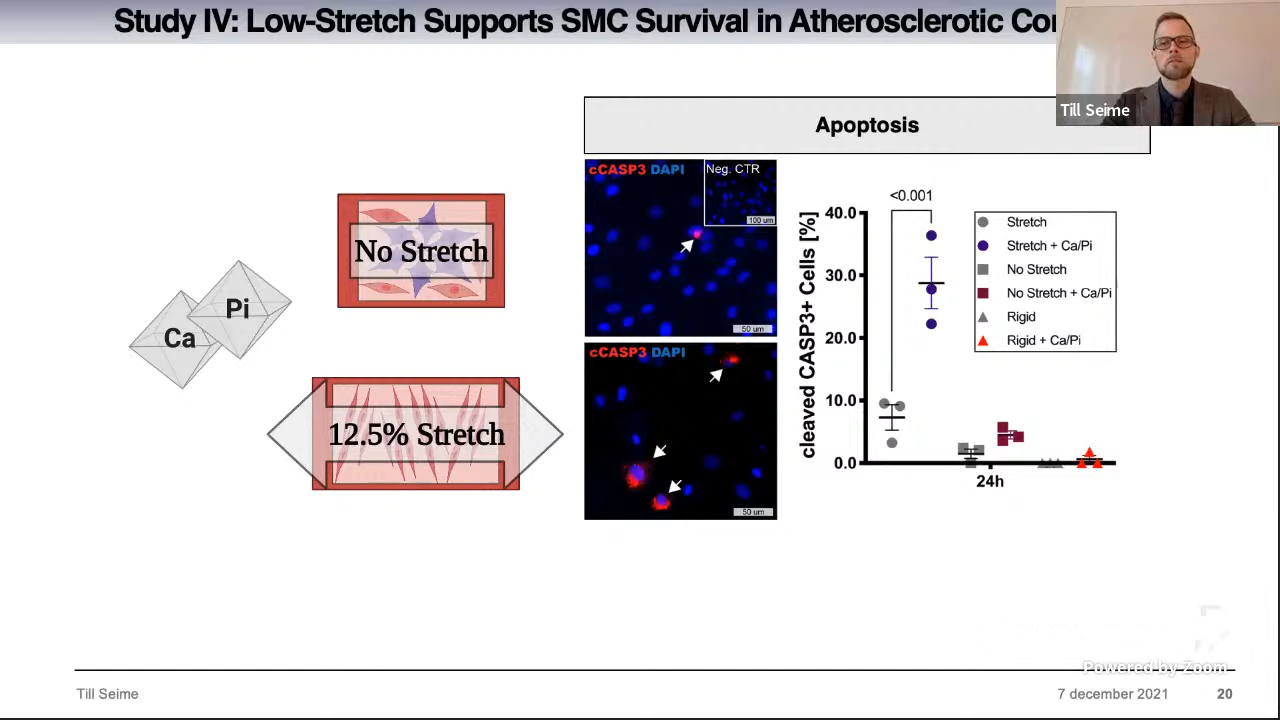 Study IV: Low-Stretch Supports SMC Survival in Atherosclerotic
Till Seime
Apoptosis
cCASP3 DAPI
Neg. CTR
100 um
50 um
No Stretch
Ca
Pi
12.5% Stretch
cCASP3 DAPI
50 um
cleaved CASP3+ Cells [%]
<0.001
40.0
30.0
20.0
10.0
0.0
24h
Stretch
Stretch + Ca/Pi
No Stretch
No Stretch + Ca/Pi
Rigid
Rigid + Ca/Pi
Powered by Zoom
Till Seime
7 december 2021
20